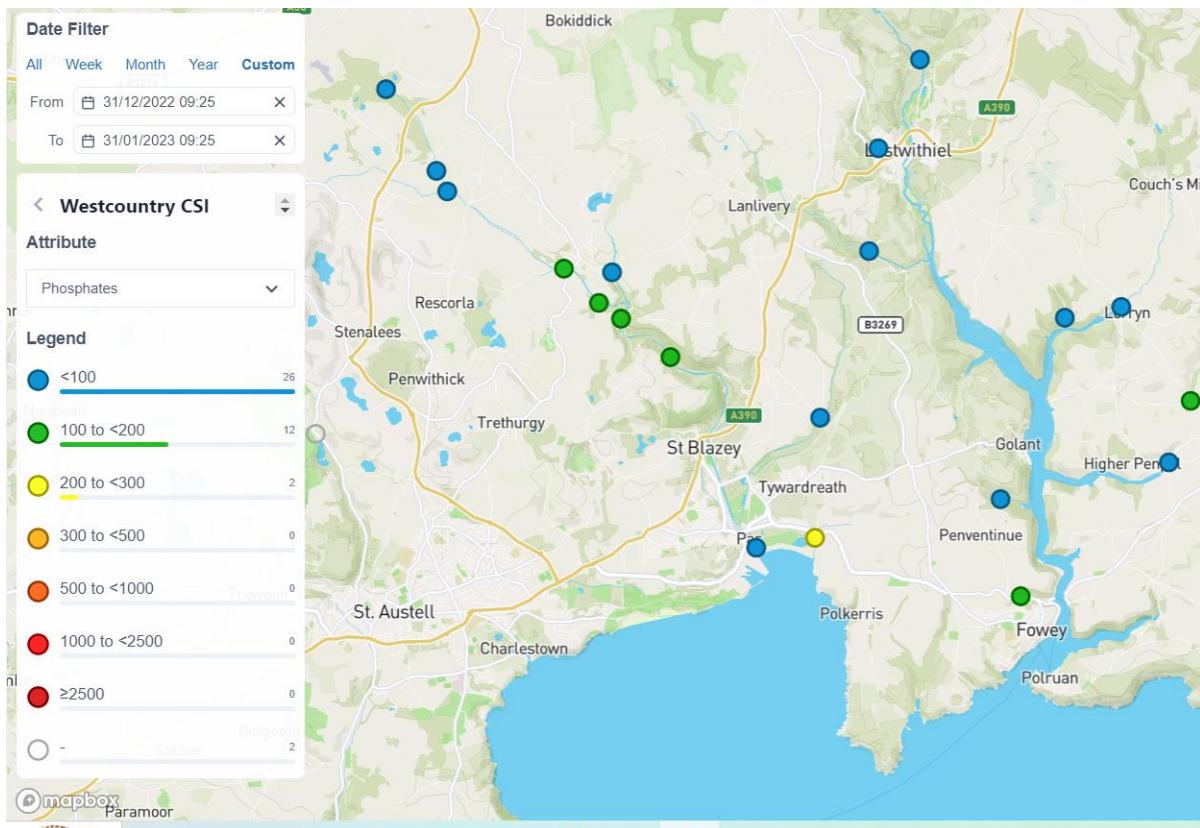 Date Filter
All Week Month Year Custom
From 31/12/2022 09:25
To 31/01/2023 09:25
Westcountry CSI
Attribute
Phosphates
Legend
<100 26
100 to <200 12
200 to <300 2
300 to <500 0
500 to <1000 0
1000 to <2500 0
≥2500 0
- 2
mapbox
Bokiddick
A390
Lostwithiel
Couch's Mi
Lanlivery
Rescorla
Stenalees
B3269
Lerryn
Penwithick
Trethurgy
A390
St Blazey
Golant
Higher Penpol
Tywardreath
Par
Penventinue
St. Austell
Polkerris
Fowey
Charlestown
Polruan
Sticker
Paramoor